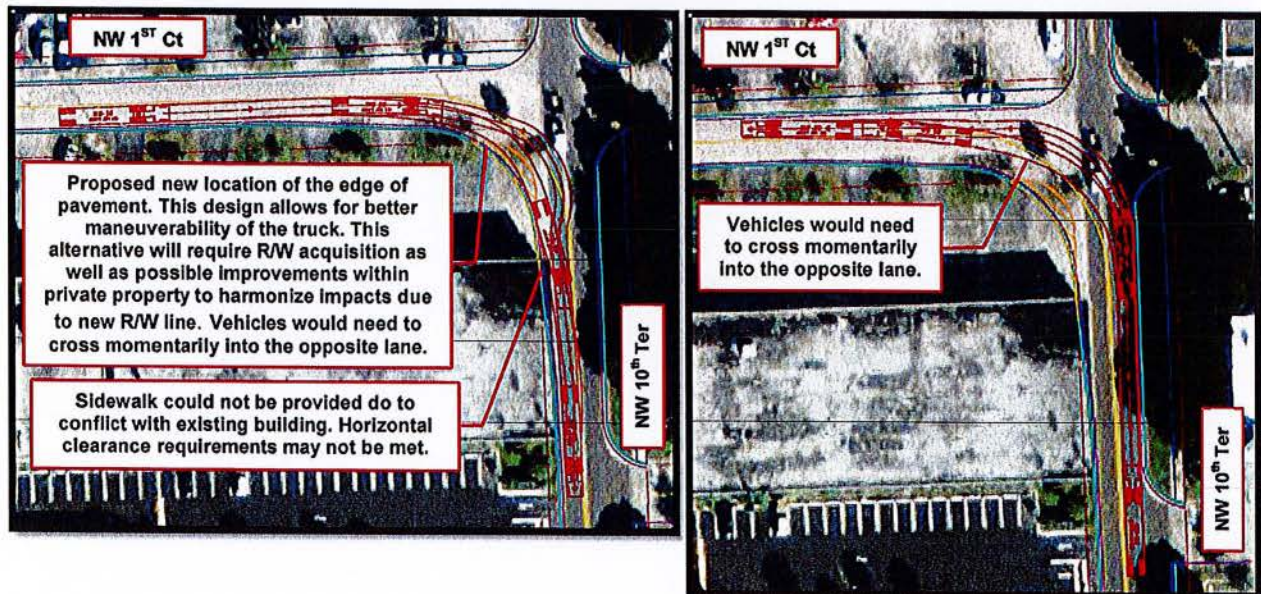 NW 1ST Ct
Proposed new location of the edge of
pavement. This design allows for better
maneuverability of the truck. This
alternative will require R/W acquisition as
well as possible improvements within
private property to harmonize impacts due
to new R/W line. Vehicles would need to
cross momentarily into the opposite lane.
Sidewalk could not be provided do to
conflict with existing building. Horizontal
clearance requirements may not be met.
NW 10th Ter
NW 1ST Ct
Vehicles would need
to cross momentarily
into the opposite lane.
NW 10th Ter